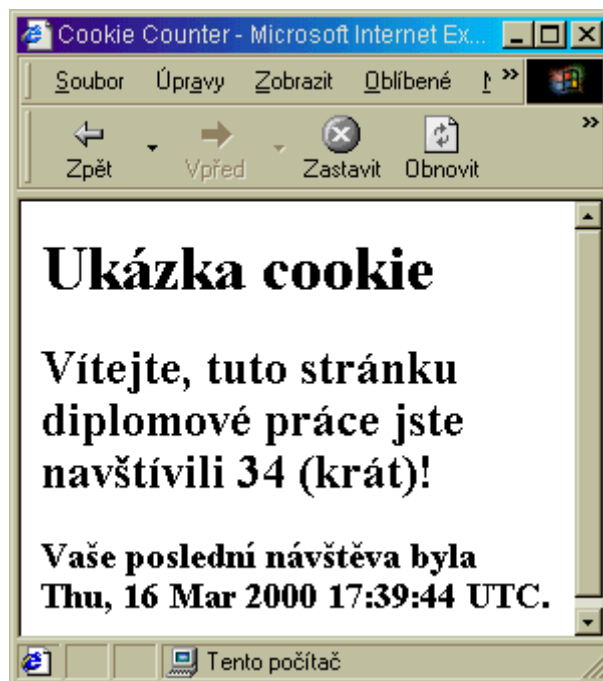 Cookie Counter - Microsoft Internet Ex...
Soubor Úpravy Zobrazit Oblíbené »
Zpět Vpřed Zastavit Obnovit »
Ukázka cookie
Vítejte, tuto stránku
diplomové práce jste
navštívili 34 (krát)!
Vaše poslední návštěva byla
Thu, 16 Mar 2000 17:39:44 UTC.
Tento počítač